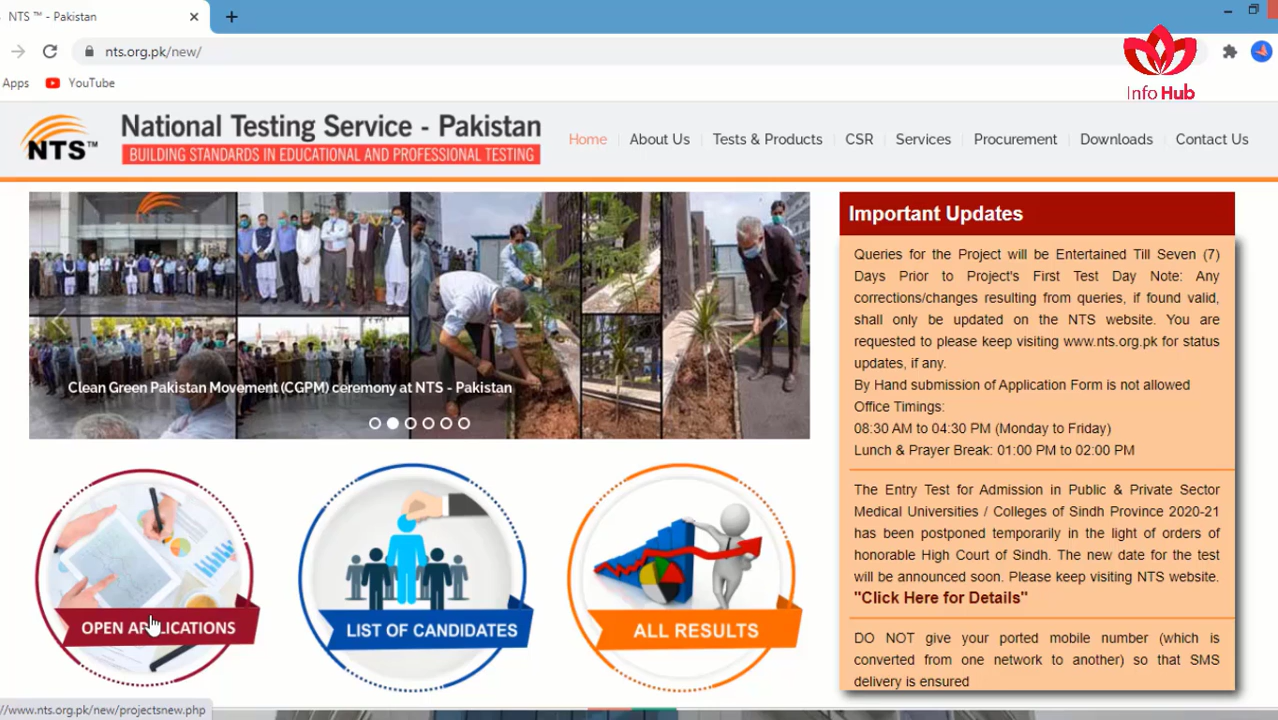 NTS ™ - Pakistan
nts.org.pk/new/
Apps
YouTube
Info Hub
NTS™
National Testing Service - Pakistan
BUILDING STANDARDS IN EDUCATIONAL AND PROFESSIONAL TESTING
Home
About Us
Tests & Products
CSR
Services
Procurement
Downloads
Contact Us
Clean Green Pakistan Movement (CGPM) ceremony at NTS - Pakistan
OPEN APPLICATIONS
LIST OF CANDIDATES
ALL RESULTS
Important Updates
Queries for the Project will be Entertained Till Seven (7)
Days Prior to Project's First Test Day Note: Any
corrections/changes resulting from queries, if found valid,
shall only be updated on the NTS website. You are
requested to please keep visiting www.nts.org.pk for status
updates, if any.
By Hand submission of Application Form is not allowed
Office Timings:
08:30 AM to 04:30 PM (Monday to Friday)
Lunch & Prayer Break: 01:00 PM to 02:00 PM
The Entry Test for Admission in Public & Private Sector
Medical Universities / Colleges of Sindh Province 2020-21
has been postponed temporarily in the light of orders of
honorable High Court of Sindh. The new date for the test
will be announced soon. Please keep visiting NTS website.
"Click Here for Details"
DO NOT give your ported mobile number (which is
converted from one network to another) so that SMS
delivery is ensured
//www.nts.org.pk/new/projectsnew.php